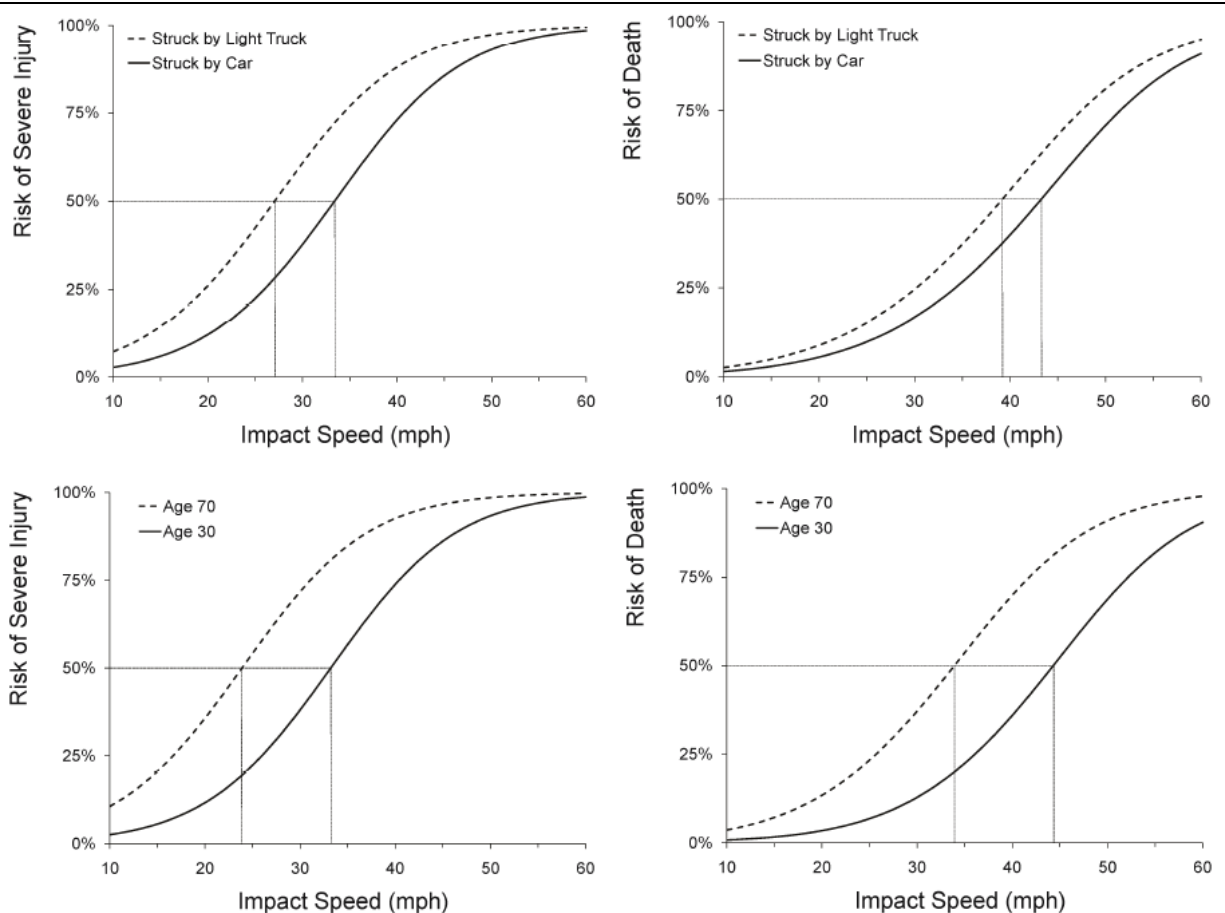 Risk of Severe Injury
100%
75%
50%
25%
0%
Struck by Light Truck
Struck by Car
10 20 30 40 50 60
Impact Speed (mph)
Risk of Death
100%
75%
50%
25%
0%
Struck by Light Truck
Struck by Car
10 20 30 40 50 60
Impact Speed (mph)
Risk of Severe Injury
100%
75%
50%
25%
0%
Age 70
Age 30
10 20 30 40 50 60
Impact Speed (mph)
Risk of Death
100%
75%
50%
25%
0%
Age 70
Age 30
10 20 30 40 50 60
Impact Speed (mph)